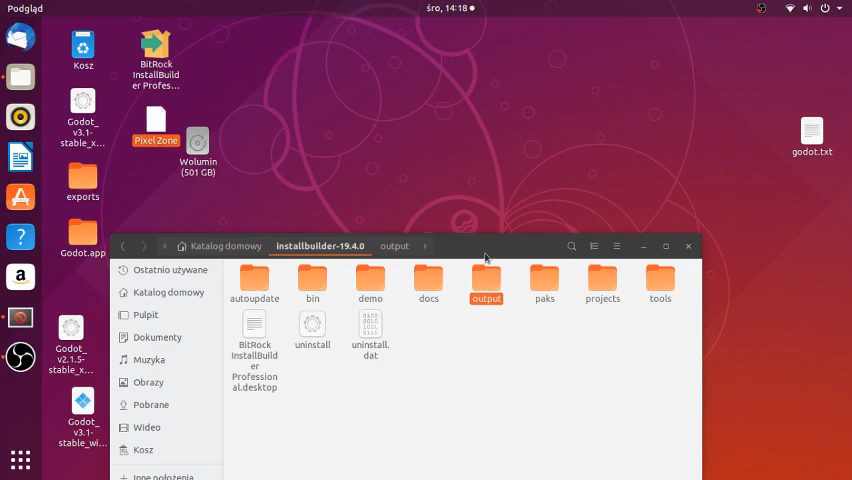 Podgląd
śro, 14:18
Kosz
BitRock
InstallBuild
er Profes...
Godot_
v3.1-
stable_x...
Pixel Zone
Wolumin
(501 GB)
godot.txt
exports
Godot.app
Godot_
v2.1.5-
stable_x...
Godot_
v3.1-
stable_wi...
Katalog domowy
installbuilder-19.4.0
output
Ostatnio używane
Katalog domowy
Pulpit
Dokumenty
Muzyka
Obrazy
Pobrane
Wideo
Kosz
Inne położenia
autoupdate
bin
demo
docs
output
paks
projects
tools
BitRock
InstallBuild
er
Profession
al.desktop
uninstall
uninstall.
dat